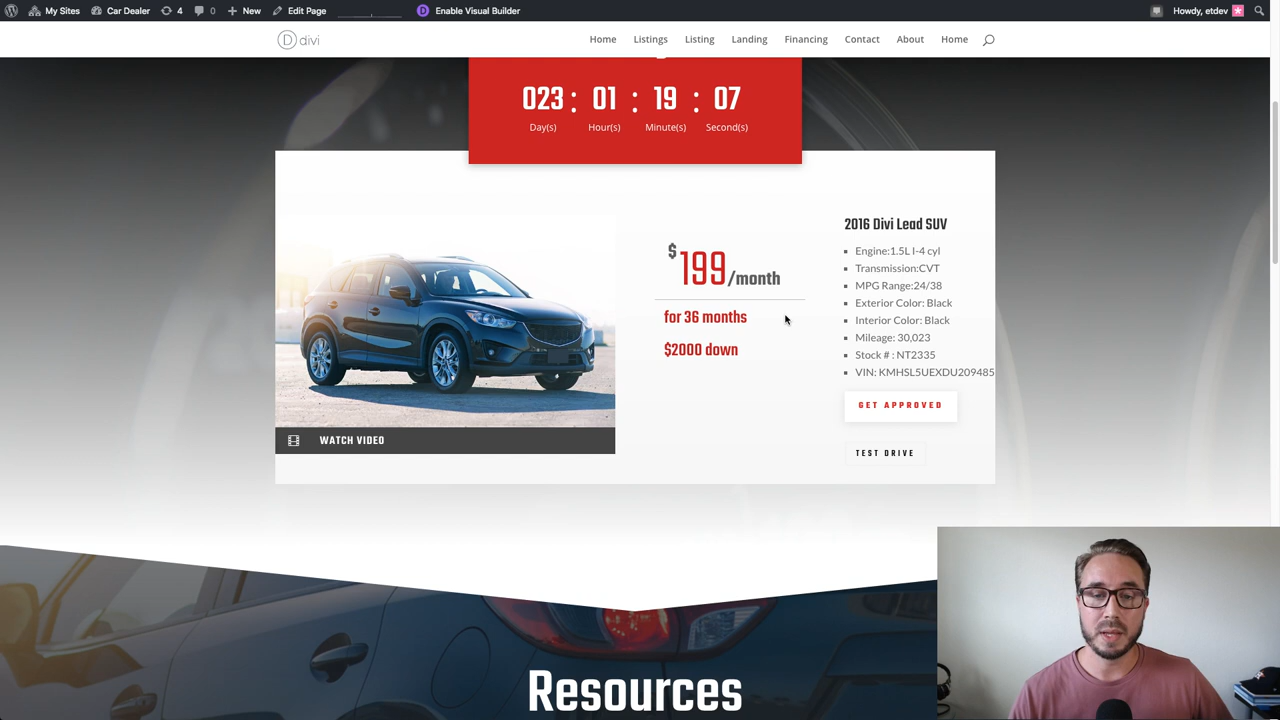 My Sites
Car Dealer
4
0
New
Edit Page
Enable Visual Builder
Howdy, etdev
D divi
Home
Listings
Listing
Landing
Financing
Contact
About
Home
023 : 01 : 19 : 07
Day(s) Hour(s) Minute(s) Second(s)
$199/month
for 36 months
$2000 down
2016 Divi Lead SUV
Engine:1.5L I-4 cyl
Transmission:CVT
MPG Range:24/38
Exterior Color: Black
Interior Color: Black
Mileage: 30,023
Stock # : NT2335
VIN: KMHSL5UEXDU209485
GET APPROVED
TEST DRIVE
WATCH VIDEO
Resources